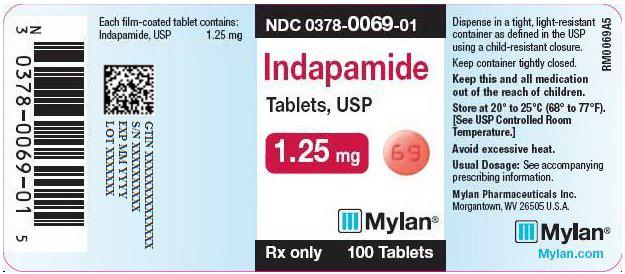 N
3 0378-0069-01 5
Each film-coated tablet contains:
Indapamide, USP 1.25 mg
GTIN XXXXXXXXXXXXXX
S/N XXXXXXXX
EXP MM YYYY
LOT XXXXXX
NDC 0378-0069-01
Indapamide
Tablets, USP
1.25 mg
69
Mylan®
Rx only 100 Tablets
Dispense in a tight, light-resistant
container as defined in the USP
using a child-resistant closure.
Keep container tightly closed.
Keep this and all medication
out of the reach of children.
Store at 20° to 25°C (68° to 77°F).
[See USP Controlled Room
Temperature.]
Avoid excessive heat.
Usual Dosage: See accompanying
prescribing information.
Mylan Pharmaceuticals Inc.
Morgantown, WV 26505 U.S.A.
Mylan®
Mylan.com
RM0069A5